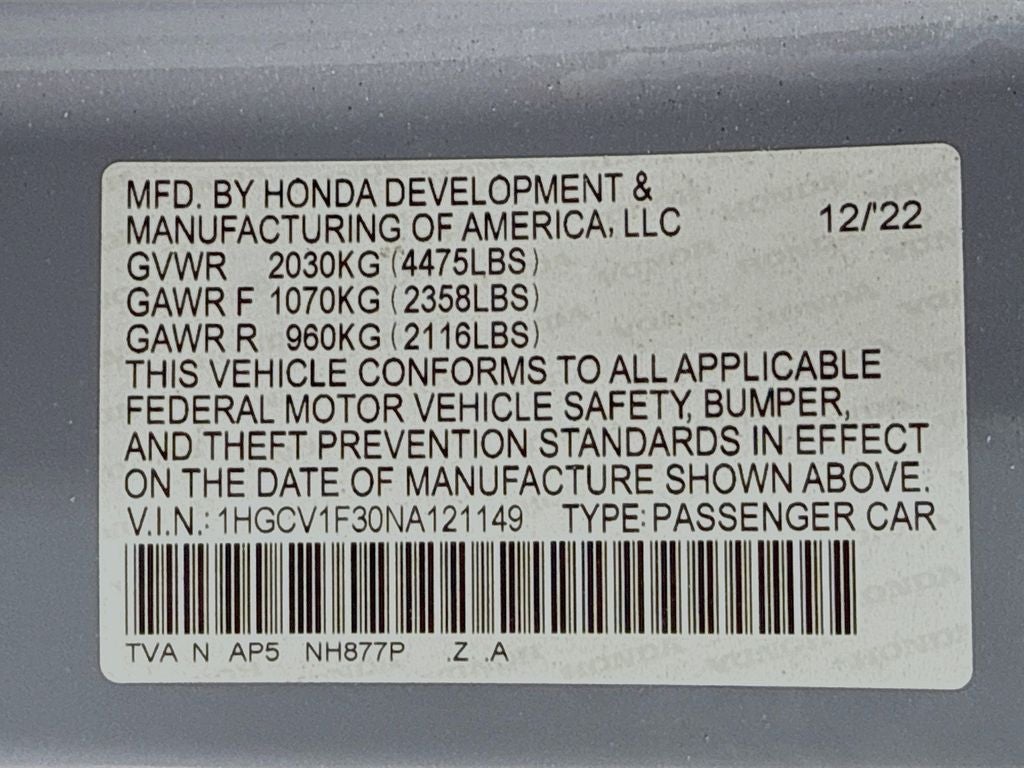 MFD. BY HONDA DEVELOPMENT &
MANUFACTURING OF AMERICA, LLC 12/'22
GVWR 2030KG (4475LBS)
GAWR F 1070KG (2358LBS)
GAWR R 960KG (2116LBS)
THIS VEHICLE CONFORMS TO ALL APPLICABLE
FEDERAL MOTOR VEHICLE SAFETY, BUMPER,
AND THEFT PREVENTION STANDARDS IN EFFECT
ON THE DATE OF MANUFACTURE SHOWN ABOVE.
V.I.N.: 1HGCV1F30NA121149 TYPE: PASSENGER CAR
TVA N AP5 NH877P .Z .A